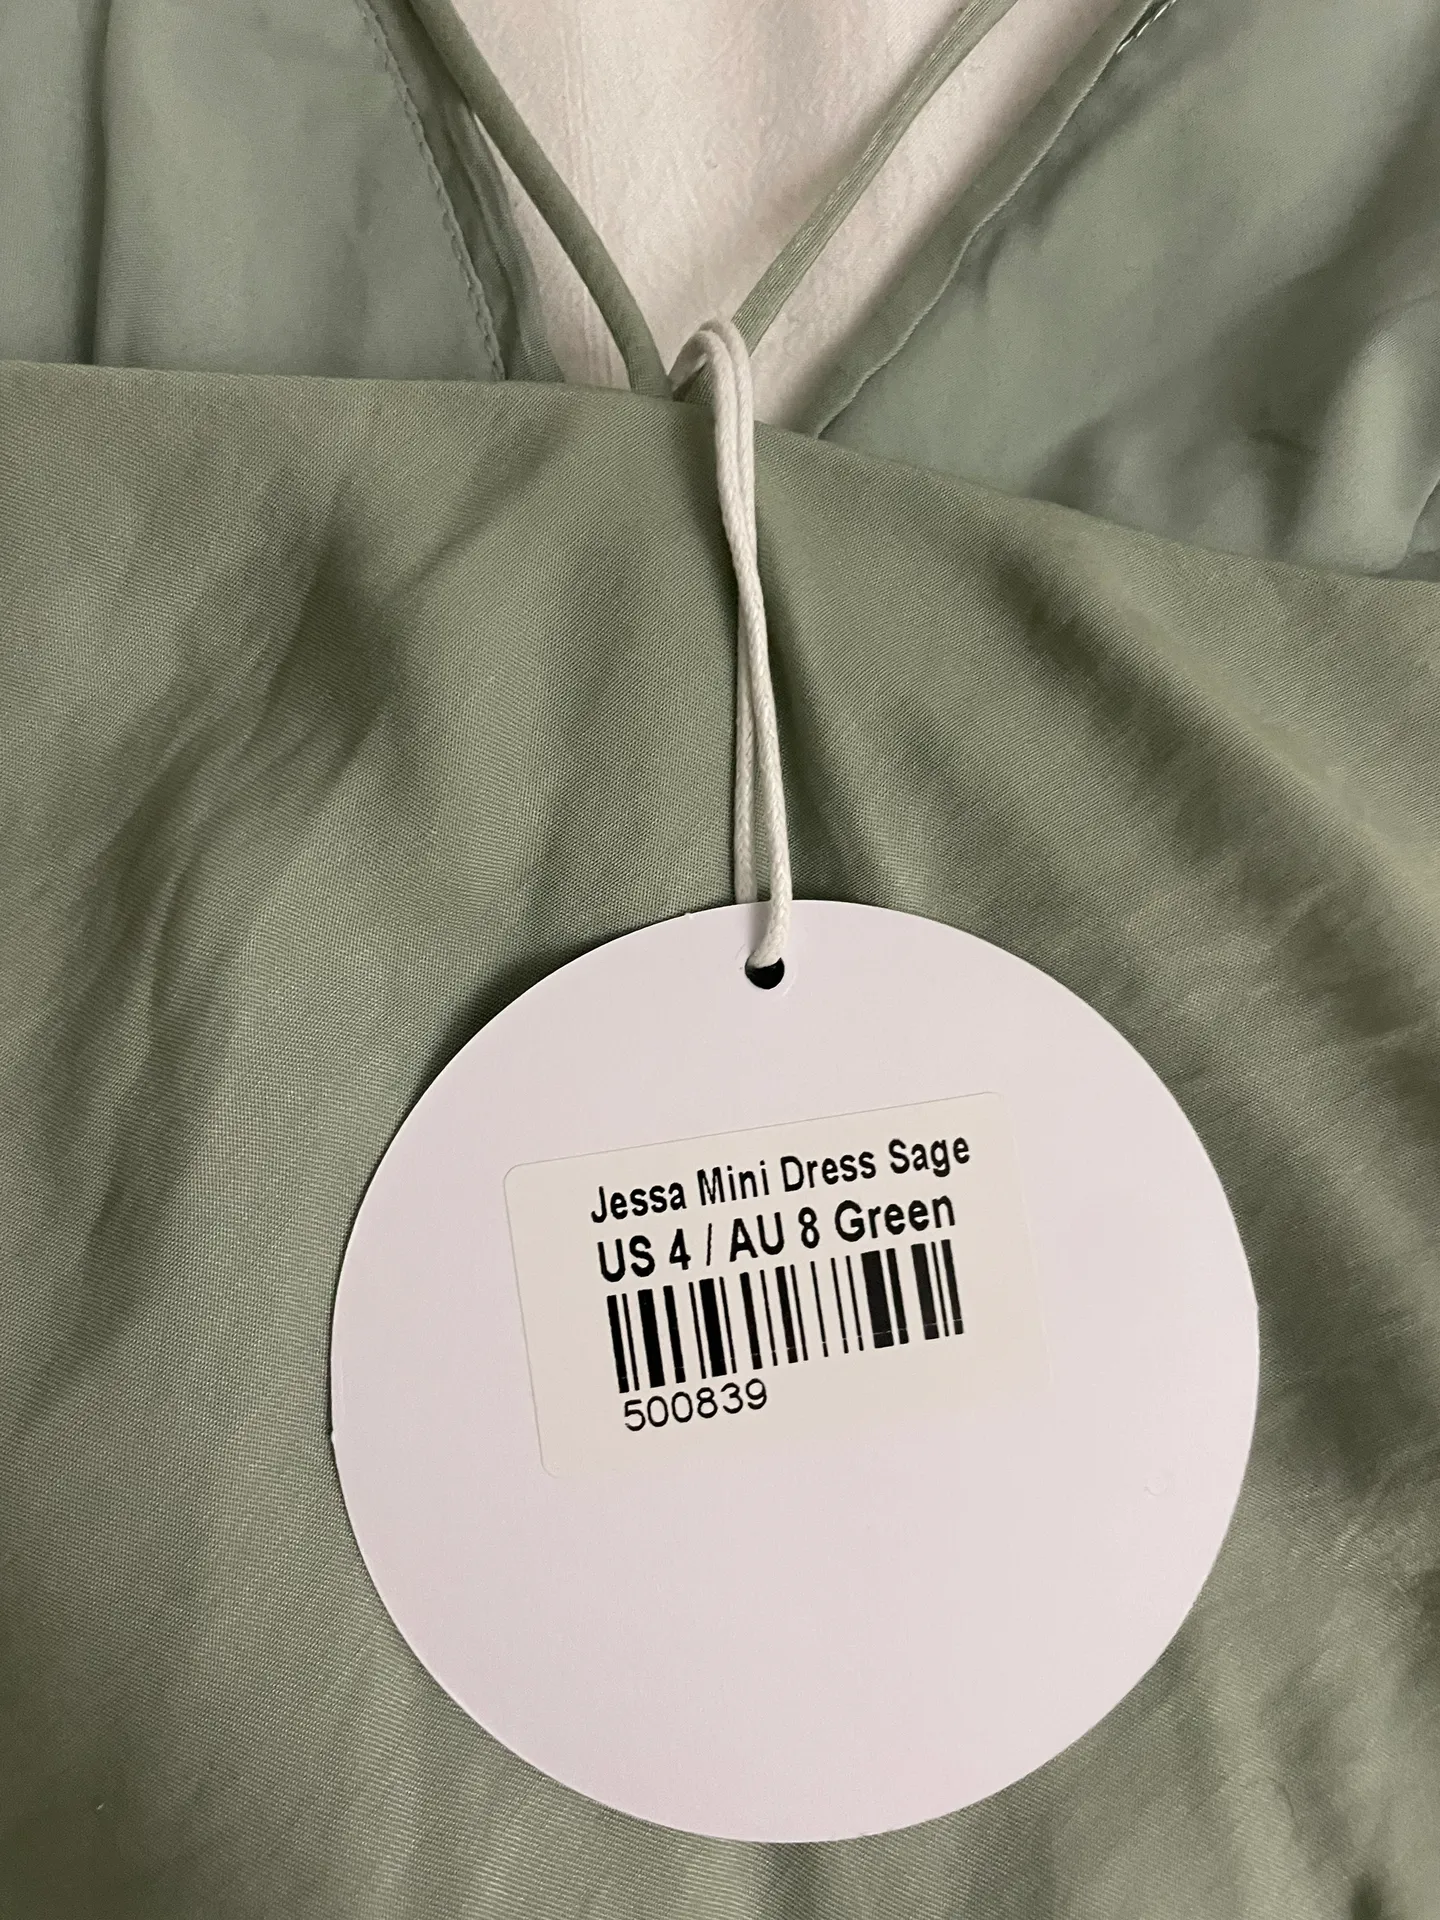 Jessa Mini Dress Sage
US 4 / AU 8 Green
500839